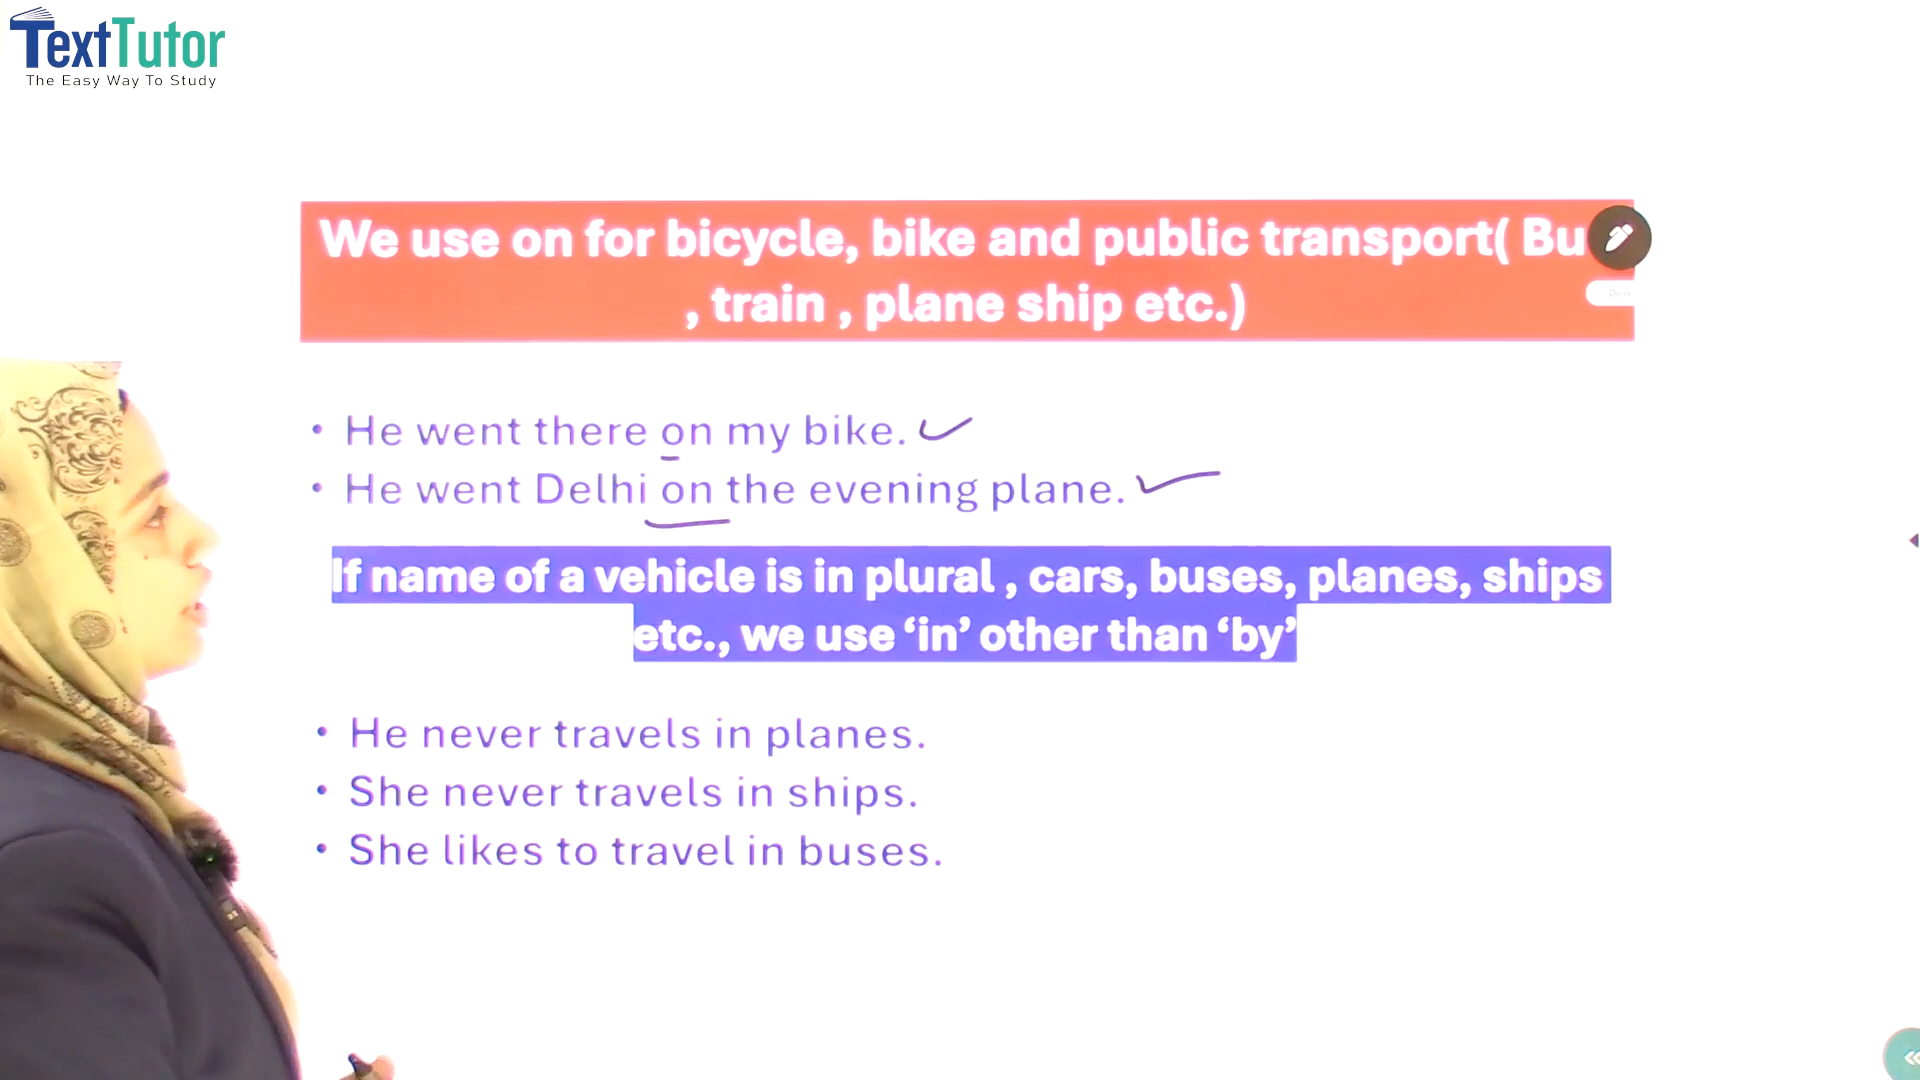 TextTutor
The Easy Way To Study
We use on for bicycle, bike and public transport( Bu
, train , plane ship etc.)
• He went there on my bike.
• He went Delhi on the evening plane.
If name of a vehicle is in plural , cars, buses, planes, ships
etc., we use ‘in’ other than ‘by’
• He never travels in planes.
• She never travels in ships.
• She likes to travel in buses.